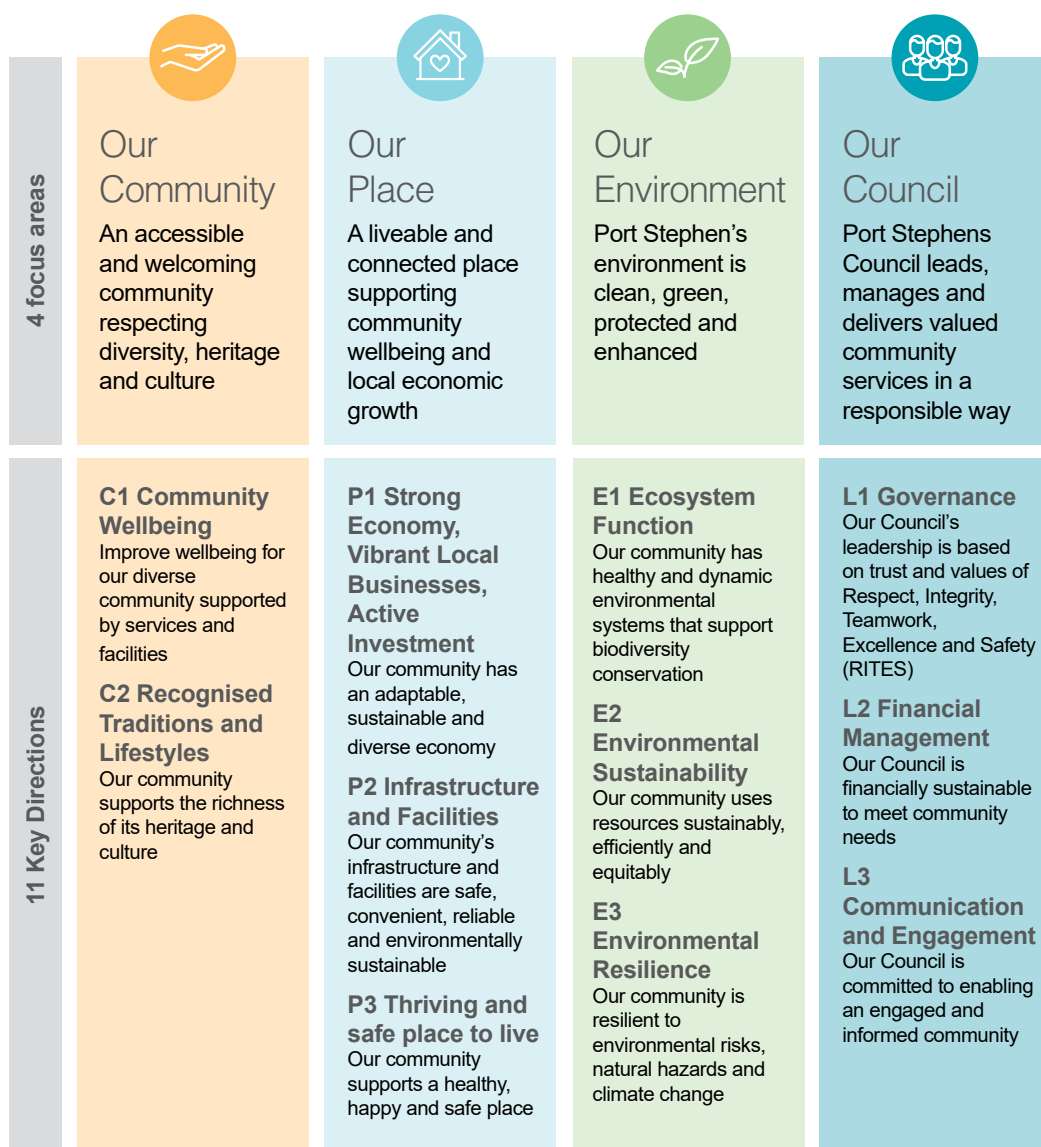 4 focus areas
Our
Community
An accessible
and welcoming
community
respecting
diversity, heritage
and culture
Our
Place
A liveable and
connected place
supporting
community
wellbeing and
local economic
growth
Our
Environment
Port Stephen's
environment is
clean, green,
protected and
enhanced
Our
Council
Port Stephens
Council leads,
manages and
delivers valued
community
services in a
responsible way
11 Key Directions
C1 Community
Wellbeing
Improve wellbeing for
our diverse
community supported
by services and
facilities
C2 Recognised
Traditions and
Lifestyles
Our community
supports the richness
of its heritage and
culture
P1 Strong
Economy,
Vibrant Local
Businesses,
Active
Investment
Our community has
an adaptable,
sustainable and
diverse economy
P2 Infrastructure
and Facilities
Our community's
infrastructure and
facilities are safe,
convenient, reliable
and environmentally
sustainable
P3 Thriving and
safe place to live
Our community
supports a healthy,
happy and safe place
E1 Ecosystem
Function
Our community has
healthy and dynamic
environmental
systems that support
biodiversity
conservation
E2
Environmental
Sustainability
Our community uses
resources sustainably,
efficiently and
equitably
E3
Environmental
Resilience
Our community is
resilient to
environmental risks,
natural hazards and
climate change
L1 Governance
Our Council's
leadership is based
on trust and values of
Respect, Integrity,
Teamwork,
Excellence and Safety
(RITES)
L2 Financial
Management
Our Council is
financially sustainable
to meet community
needs
L3
Communication
and Engagement
Our Council is
committed to enabling
an engaged and
informed community